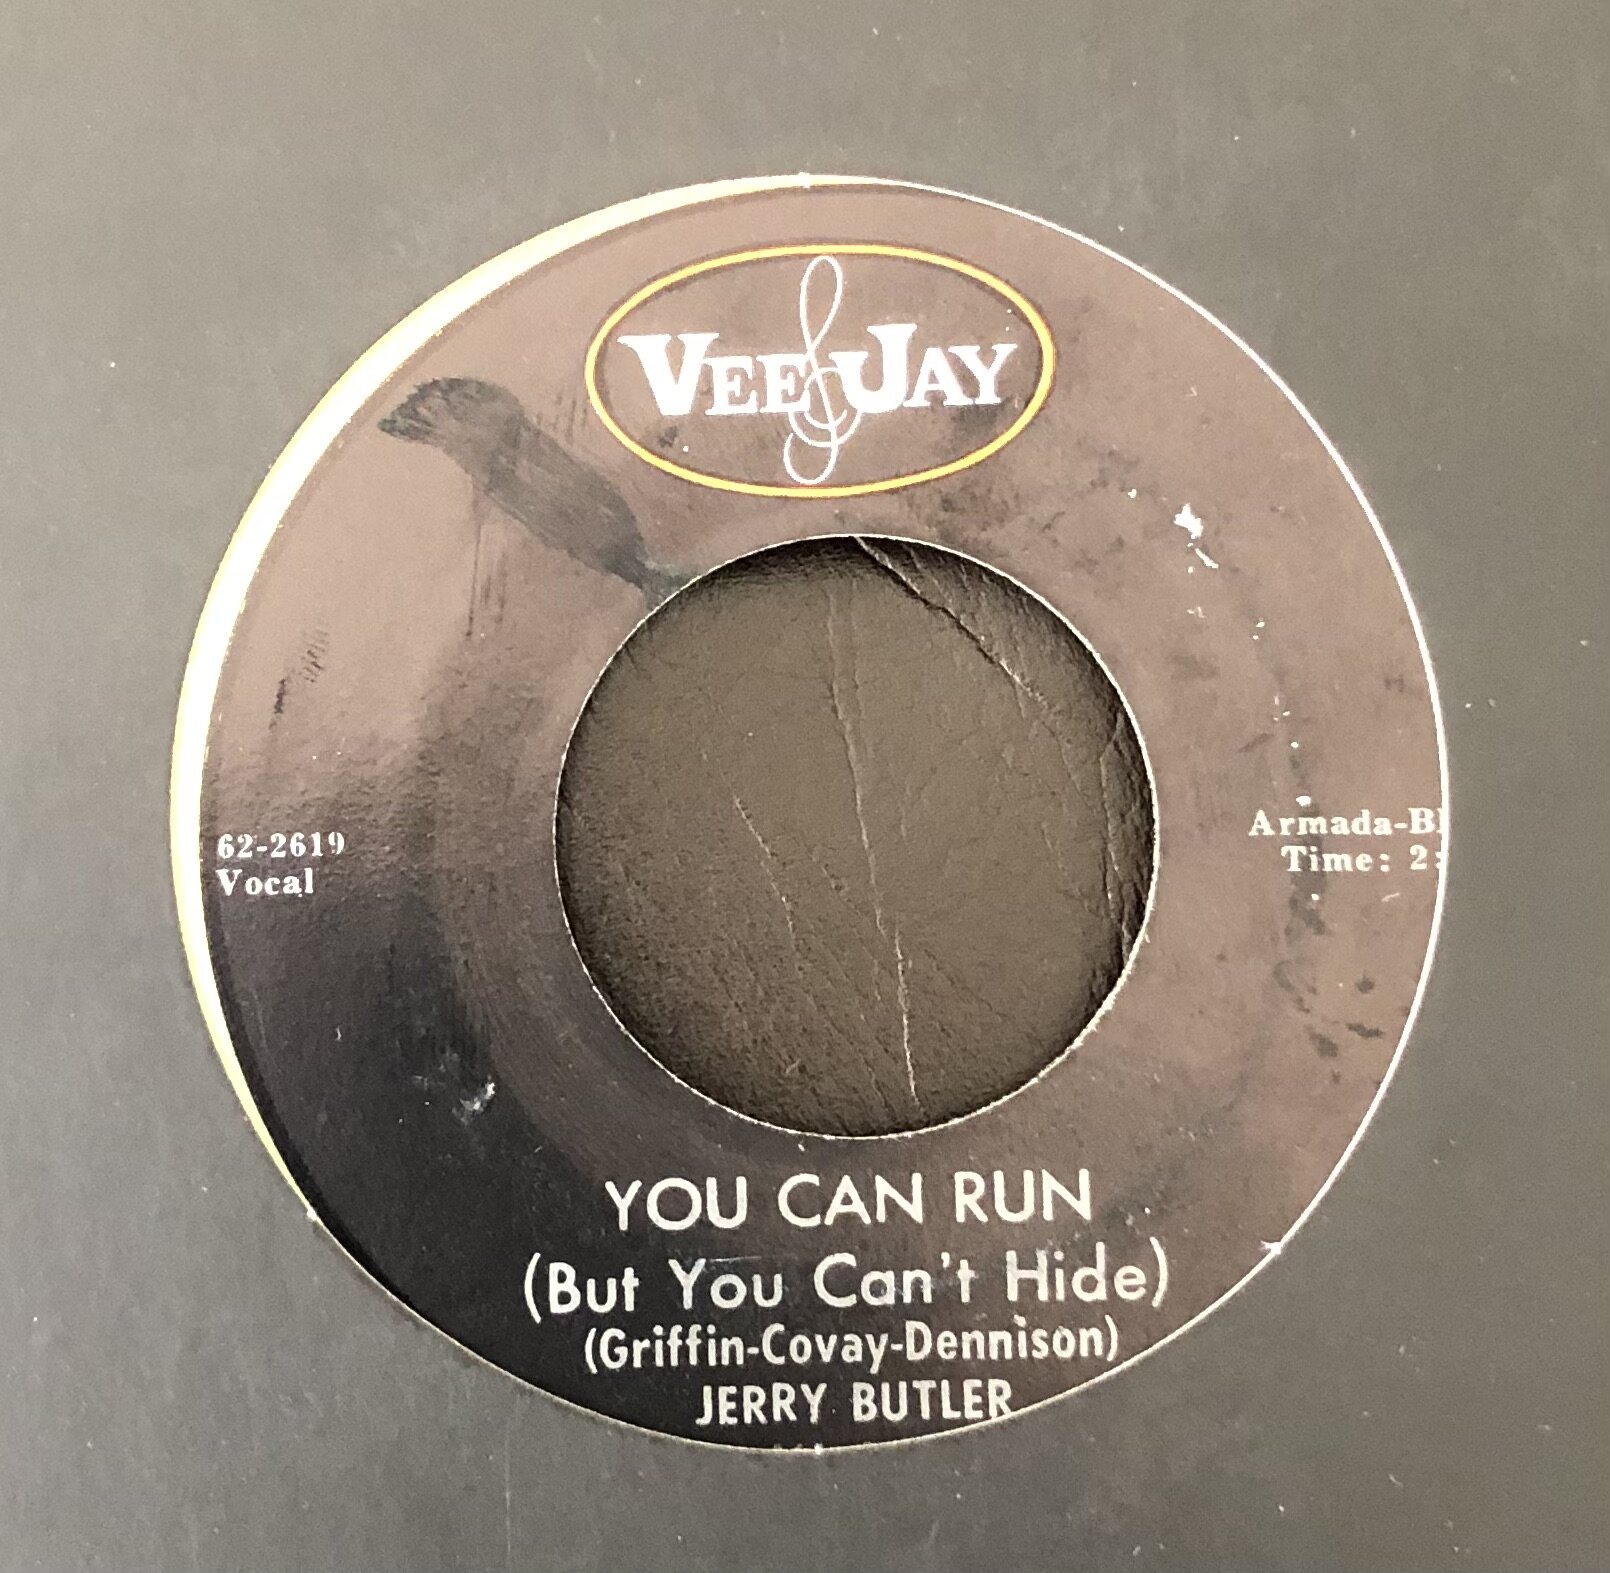 VEE JAY
62-2619
Vocal
Armada-B
Time: 2:
YOU CAN RUN
(But You Can't Hide)
(Griffin-Covay-Dennison)
JERRY BUTLER